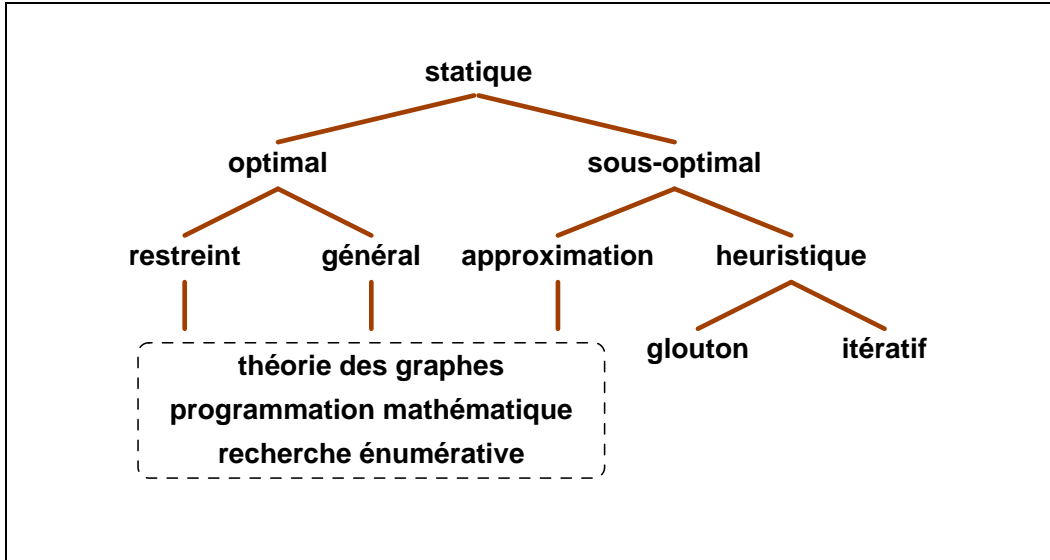 statique
optimal sous-optimal
restreint général approximation heuristique
glouton itératif
théorie des graphes
programmation mathématique
recherche énumérative